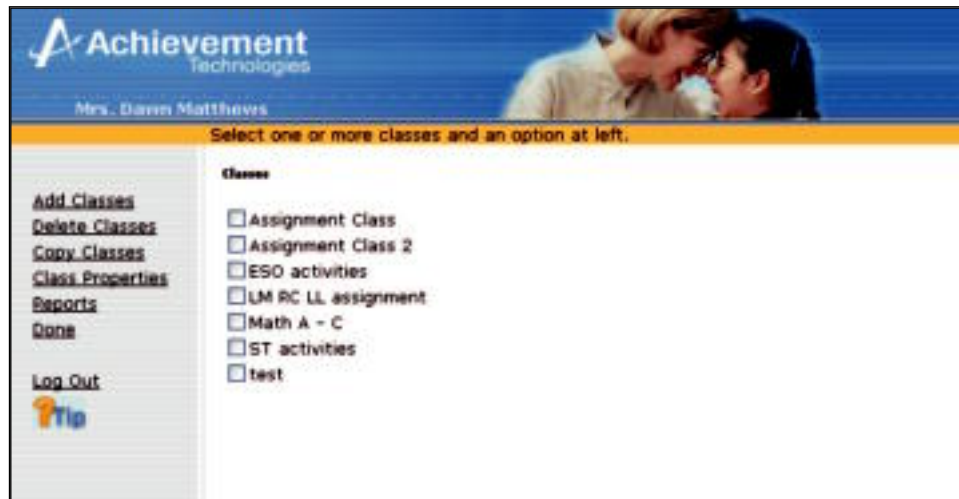 Achievement
Technologies
Mrs. Dawn Matthews
Select one or more classes and an option at left.
Classes
Add Classes
Delete Classes
Copy Classes
Class Properties
Reports
Done
Log Out
?Tip
Assignment Class
Assignment Class 2
ESO activities
LM RC LL assignment
Math A - C
ST activities
test